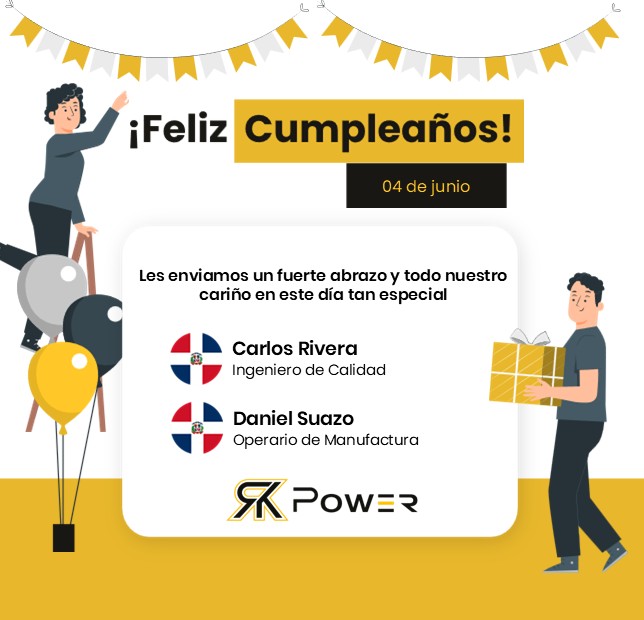 ¡Feliz Cumpleaños!
04 de junio
Les enviamos un fuerte abrazo y todo nuestro
cariño en este día tan especial
Carlos Rivera
Ingeniero de Calidad
Daniel Suazo
Operario de Manufactura
RK Power